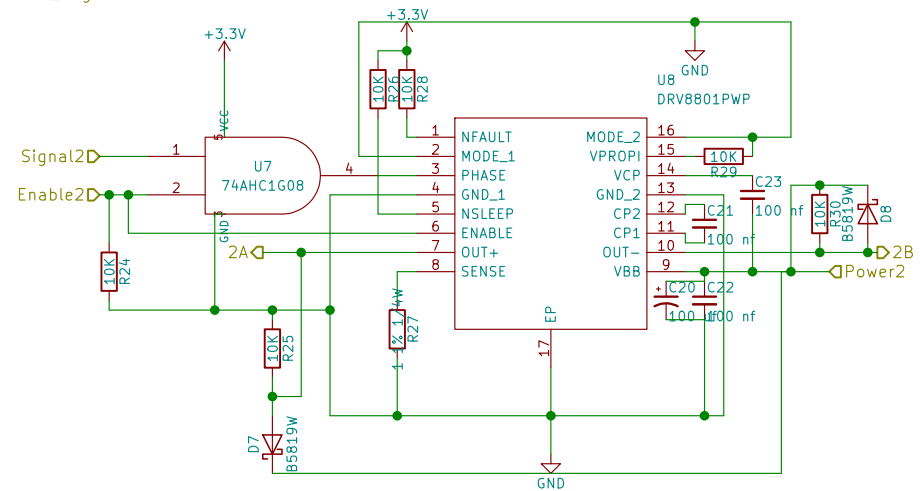 +3.3V
+3.3V
GND
U8
DRV8801PWP
10K
R26
10K
R28
VCC
5
Signal2
1
U7
74AHC1G08
4
Enable2
2
3
GND
1 NFAULT
2 MODE_1
3 PHASE
4 GND_1
5 NSLEEP
6 ENABLE
7 OUT+
8 SENSE
MODE_2 16
VPROPI 15
VCP 14
GND_2 13
CP2 12
CP1 11
OUT- 10
VBB 9
EP
17
10K
R29
C23
100 nf
C21
100 nf
10K
R30
B5819W
D8
2A
2B
Power2
10K
R24
C20
100 uf
C22
100 nf
1 1% 1/4W
R27
10K
R25
D7
B5819W
GND